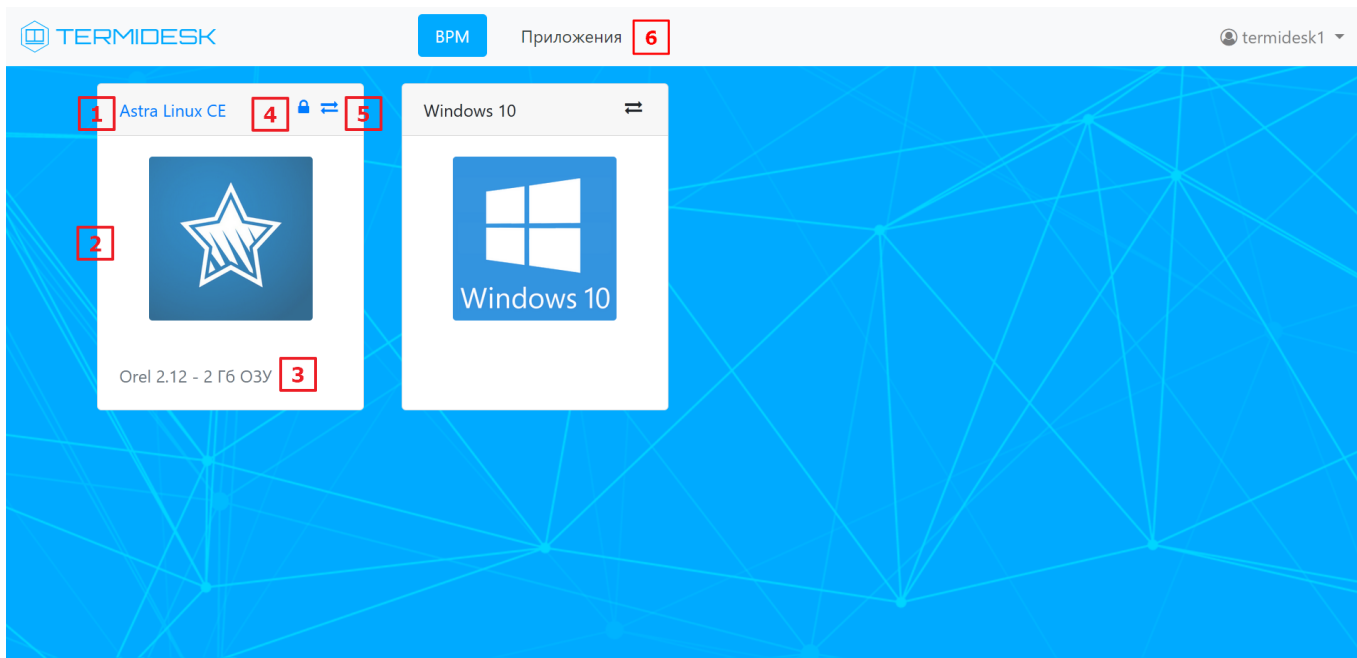 TERMIDESK ВРМ Приложения 6 termidesk1
1 Astra Linux CE 4 5 Windows 10
2
Windows 10
Orel 2.12 - 2 Гб ОЗУ 3